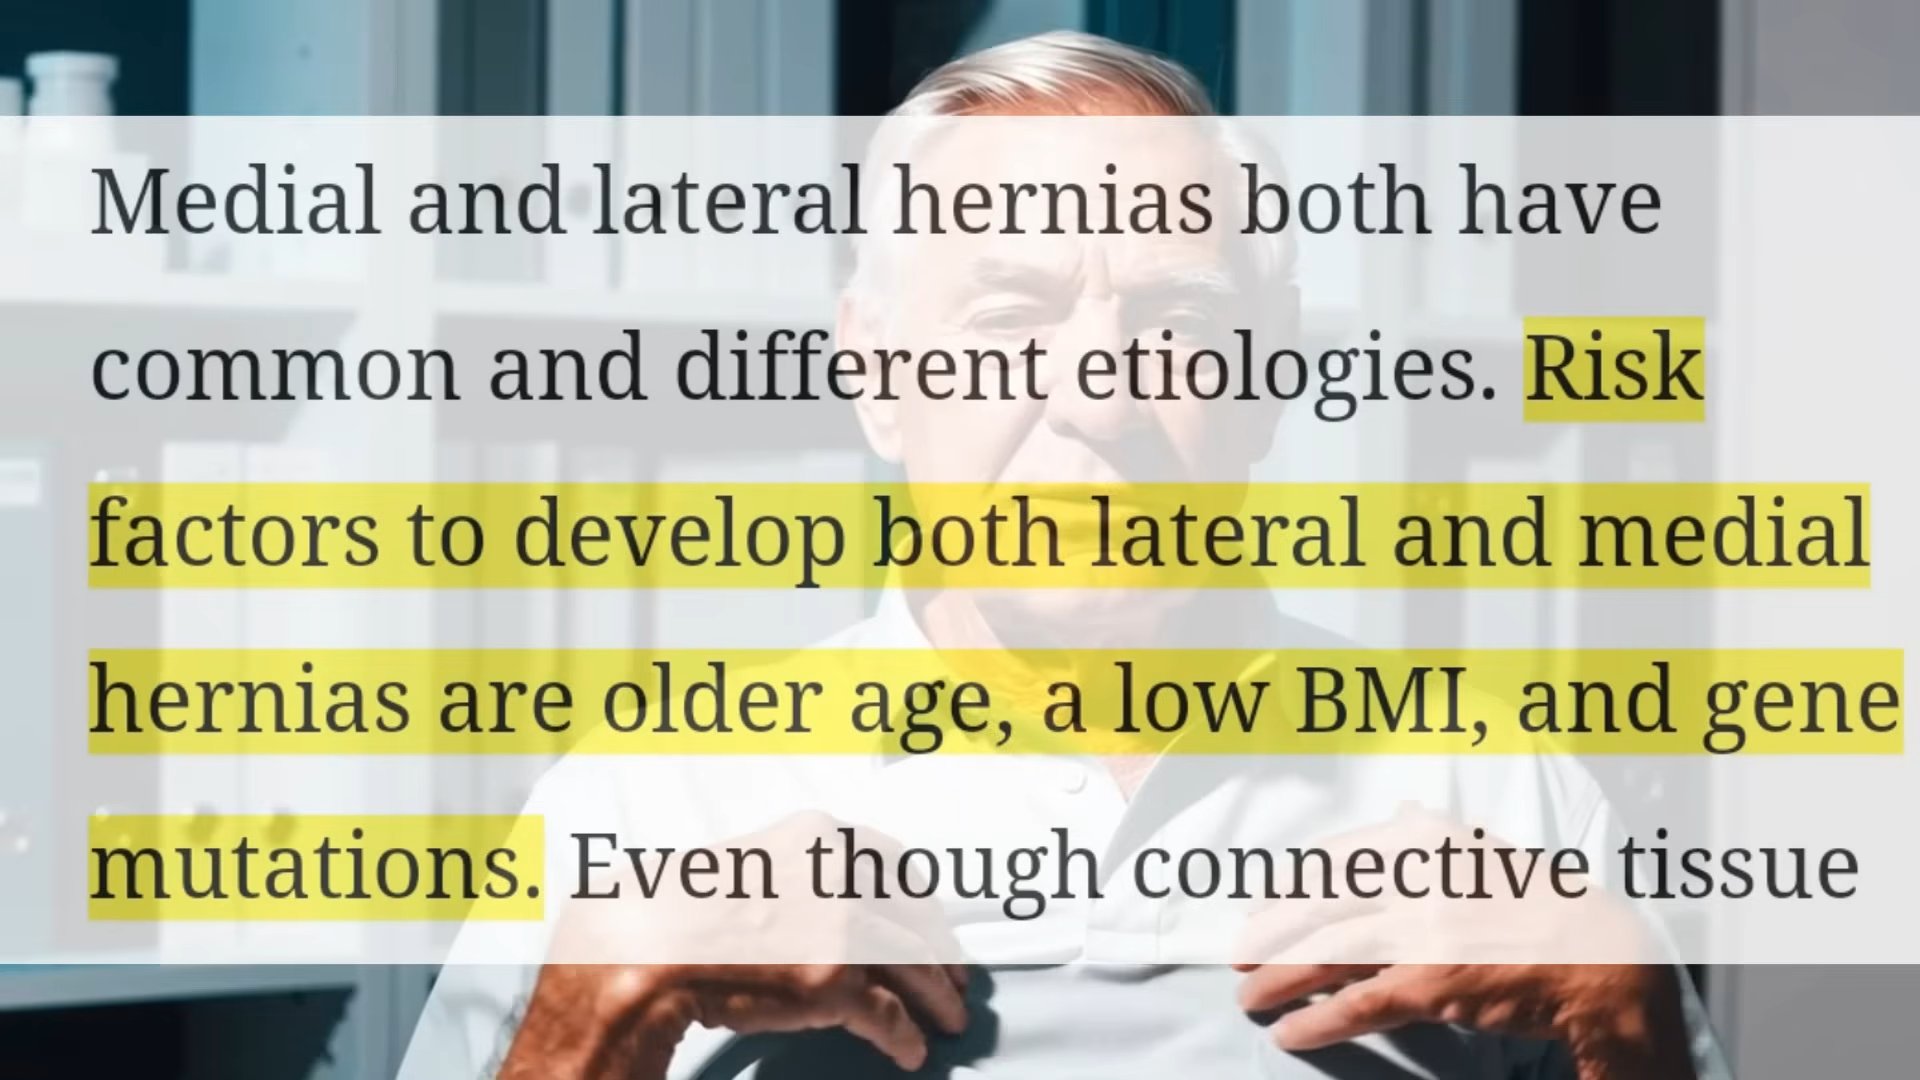 Medial and lateral hernias both have
common and different etiologies. Risk
factors to develop both lateral and medial
hernias are older age, a low BMI, and gene
mutations. Even though connective tissue